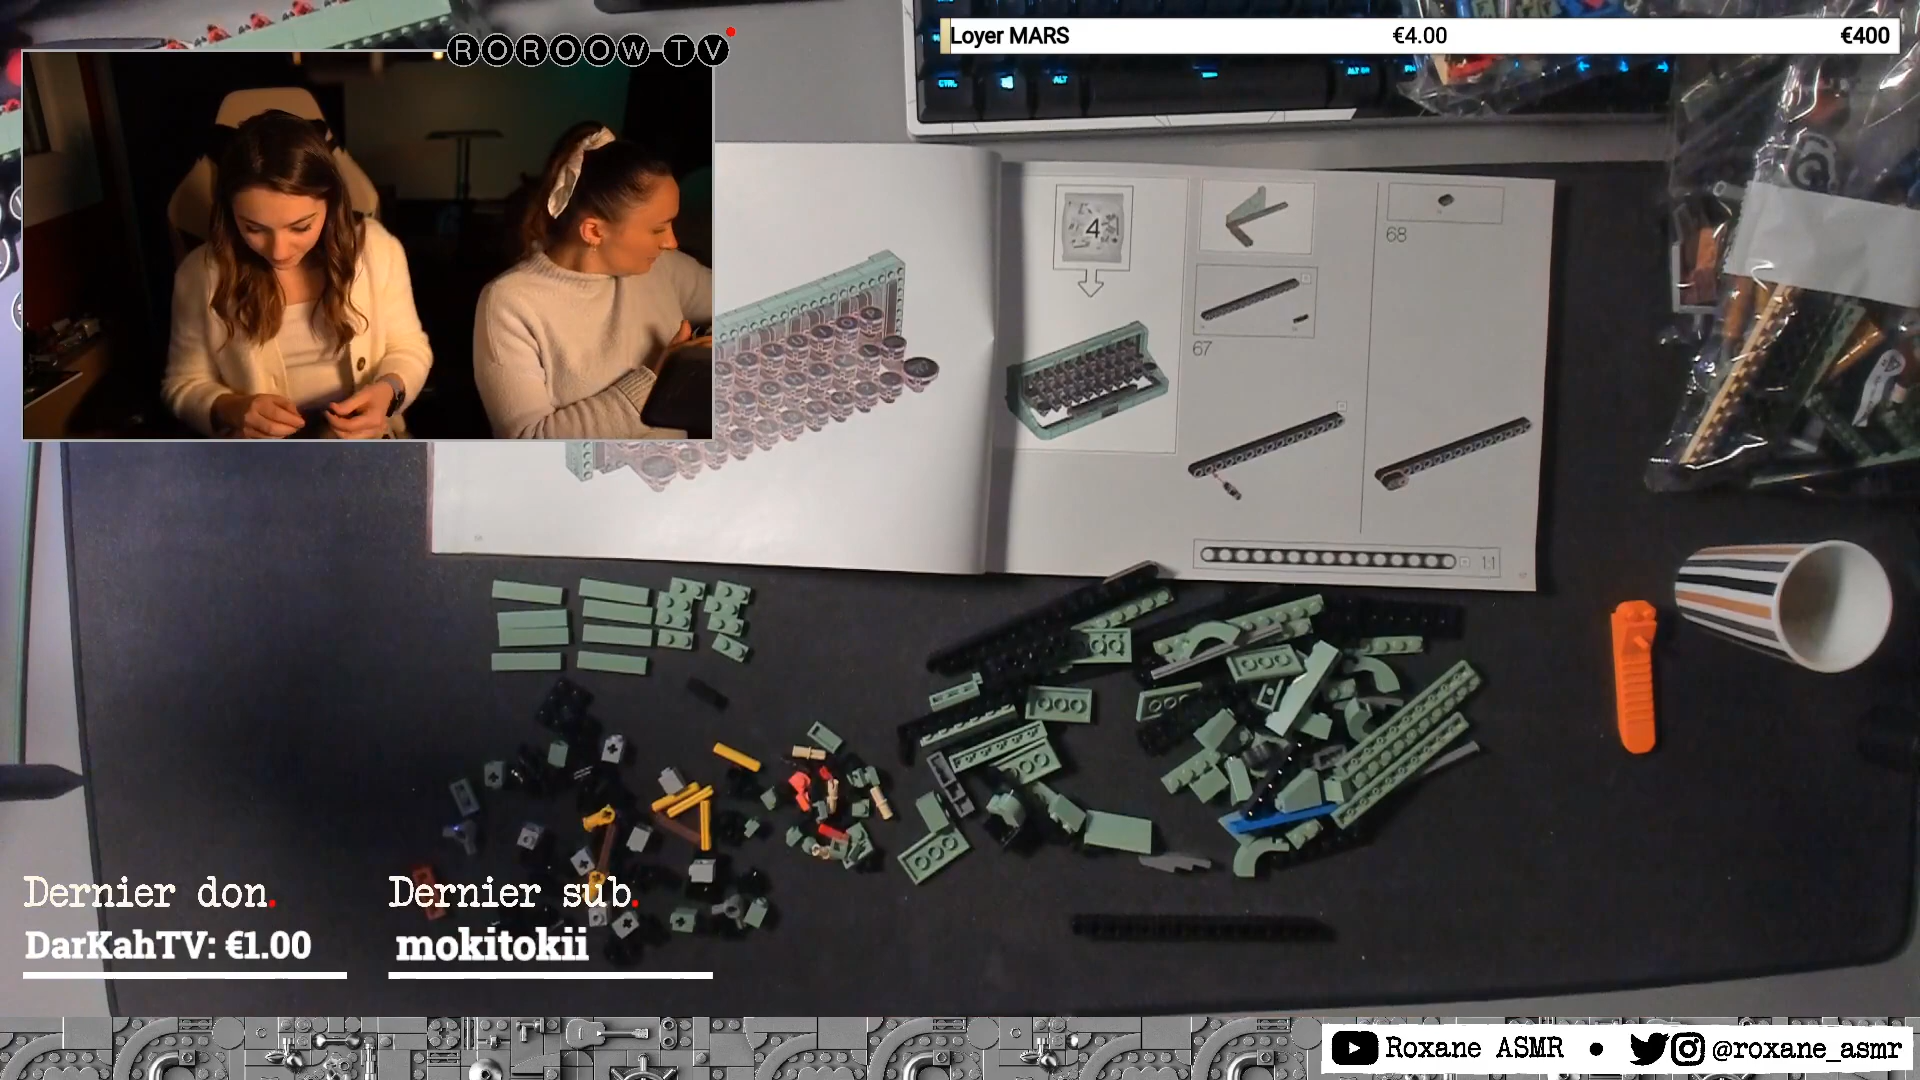 ROROOW TV
Loyer MARS €4.00 €400
CTRL
ALT
4
67
68
11
Dernier don.
DarKahTV: €1.00
Dernier sub.
mokitokii
Roxane ASMR • @roxane_asmr